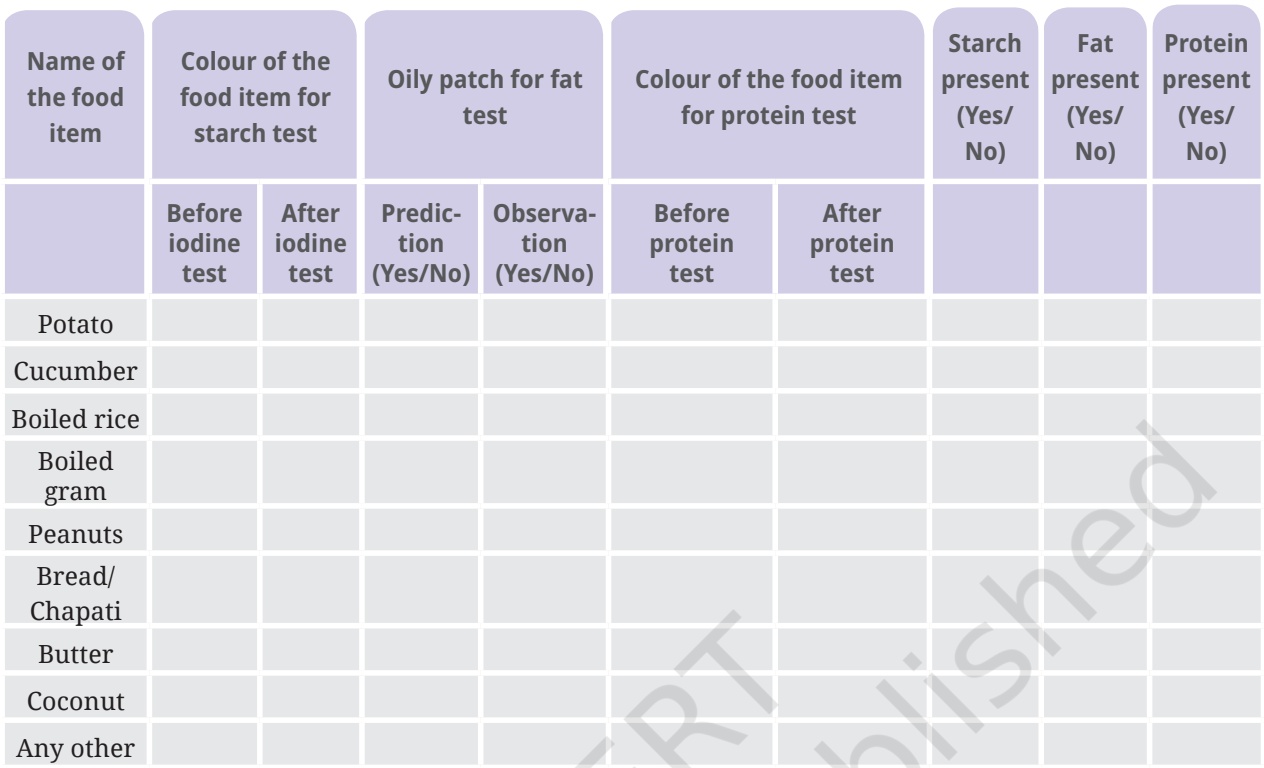 Name of
the food
item
Colour of the
food item for
starch test
Oily patch for fat
test
Colour of the food item
for protein test
Starch
present
(Yes/
No)
Fat
present
(Yes/
No)
Protein
present
(Yes/
No)
Before
iodine
test
After
iodine
test
Predic-
tion
(Yes/No)
Observa-
tion
(Yes/No)
Before
protein
test
After
protein
test
Potato
Cucumber
Boiled rice
Boiled
gram
Peanuts
Bread/
Chapati
Butter
Coconut
Any other